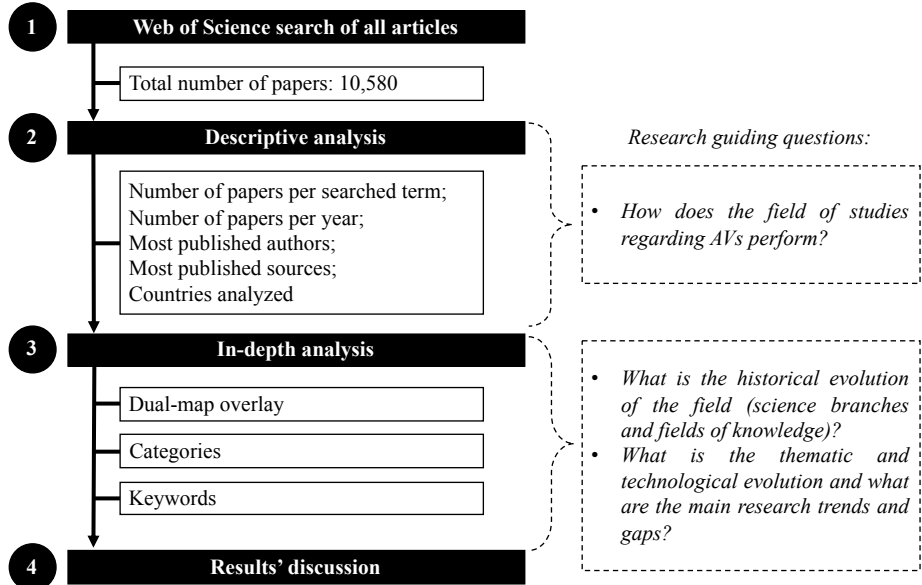 1
Web of Science search of all articles
Total number of papers: 10,580
2
Descriptive analysis
Number of papers per searched term;
Number of papers per year;
Most published authors;
Most published sources;
Countries analyzed
Research guiding questions:
• How does the field of studies
regarding AVs perform?
3
In-depth analysis
Dual-map overlay
Categories
Keywords
• What is the historical evolution
of the field (science branches
and fields of knowledge)?
• What is the thematic and
technological evolution and what
are the main research trends and
gaps?
4
Results’ discussion